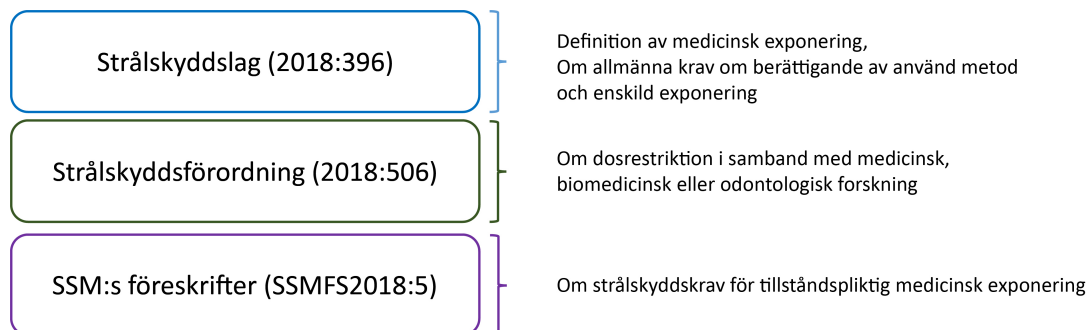 Strålskyddslag (2018:396)
Definition av medicinsk exponering,
Om allmänna krav om berättigande av använd metod
och enskild exponering
Strålskyddsförordning (2018:506)
Om dosrestriktion i samband med medicinsk,
biomedicinsk eller odontologisk forskning
SSM:s föreskrifter (SSMFS2018:5)
Om strålskyddskrav för tillståndspliktig medicinsk exponering